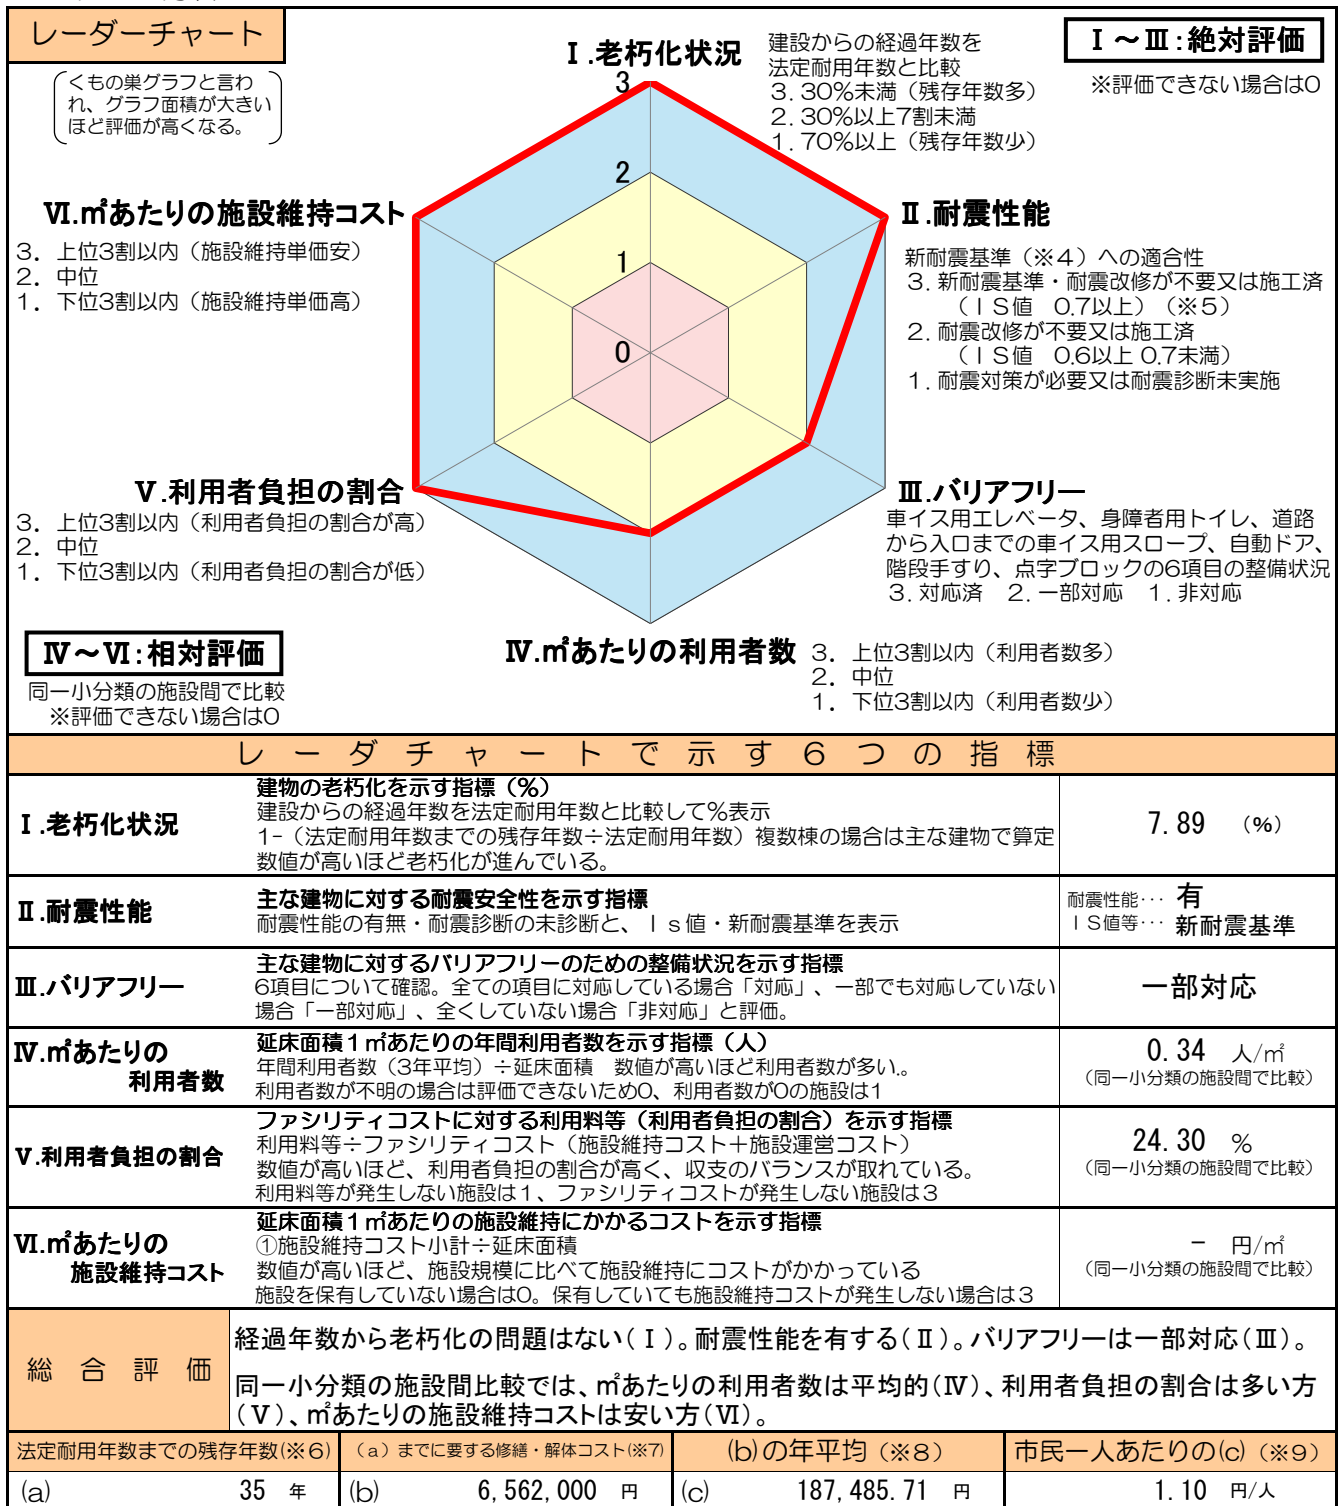 レーダーチャート
くもの巣グラフと言わ
れ、グラフ面積が大きい
ほど評価が高くなる。
Ⅰ～Ⅲ:絶対評価
※評価できない場合は0
Ⅰ.老朽化状況
建設からの経過年数を
法定耐用年数と比較
3.30%未満（残存年数多）
2.30%以上7割未満
1.70%以上（残存年数少）
3
2
1
0
Ⅵ.㎡あたりの施設維持コスト
3. 上位3割以内（施設維持単価安）
2. 中位
1. 下位3割以内（施設維持単価高）
Ⅱ.耐震性能
新耐震基準（※4）への適合性
3.新耐震基準・耐震改修が不要又は施工済
（ＩＳ値 0.7以上）（※5）
2.耐震改修が不要又は施工済
（ＩＳ値 0.6以上 0.7未満）
1.耐震対策が必要又は耐震診断未実施
Ⅴ.利用者負担の割合
3. 上位3割以内（利用者負担の割合が高）
2. 中位
1. 下位3割以内（利用者負担の割合が低）
Ⅲ.バリアフリー
車イス用エレベータ、身障者用トイレ、道路
から入口までの車イス用スロープ、自動ドア、
階段手すり、点字ブロックの6項目の整備状況
3.対応済 2.一部対応 1.非対応
Ⅳ～Ⅵ:相対評価
同一小分類の施設間で比較
※評価できない場合は0
Ⅳ.㎡あたりの利用者数
3. 上位3割以内（利用者数多）
2. 中位
1. 下位3割以内（利用者数少）
レーダチャートで示す6つの指標
Ⅰ.老朽化状況
建物の老朽化を示す指標（%）
建設からの経過年数を法定耐用年数と比較して%表示
1-（法定耐用年数までの残存年数÷法定耐用年数）複数棟の場合は主な建物で算定
数値が高いほど老朽化が進んでいる。
7.89 （%）
Ⅱ.耐震性能
主な建物に対する耐震安全性を示す指標
耐震性能の有無・耐震診断の未診断と、Ｉｓ値・新耐震基準を表示
耐震性能… 有
ＩＳ値等… 新耐震基準
Ⅲ.バリアフリー
主な建物に対するバリアフリーのための整備状況を示す指標
6項目について確認。全ての項目に対応している場合「対応」、一部でも対応していない
場合「一部対応」、全くしていない場合「非対応」と評価。
一部対応
Ⅳ.㎡あたりの
利用者数
延床面積１㎡あたりの年間利用者数を示す指標（人）
年間利用者数（3年平均）÷延床面積 数値が高いほど利用者数が多い。
利用者数が不明の場合は評価できないため0、利用者数が0の施設は1
0.34 人/㎡
（同一小分類の施設間で比較）
Ⅴ.利用者負担の割合
ファシリティコストに対する利用料等（利用者負担の割合）を示す指標
利用料等÷ファシリティコスト（施設維持コスト＋施設運営コスト）
数値が高いほど、利用者負担の割合が高く、収支のバランスが取れている。
利用料等が発生しない施設は１、ファシリティコストが発生しない施設は３
24.30 %
（同一小分類の施設間で比較）
Ⅵ.㎡あたりの
施設維持コスト
延床面積１㎡あたりの施設維持にかかるコストを示す指標
①施設維持コスト小計÷延床面積
数値が高いほど、施設規模に比べて施設維持にコストがかかっている
施設を保有していない場合は0。保有していても施設維持コストが発生しない場合は３
- 円/㎡
（同一小分類の施設間で比較）
総合評価
経過年数から老朽化の問題はない(Ⅰ)。耐震性能を有する(Ⅱ)。バリアフリーは一部対応(Ⅲ)。
同一小分類の施設間比較では、㎡あたりの利用者数は平均的(Ⅳ)、利用者負担の割合は多い方
(Ⅴ)、㎡あたりの施設維持コストは安い方(Ⅵ)。
法定耐用年数までの残存年数(※6)
（a）までに要する修繕・解体コスト(※7)
(b)の年平均（※8）
市民一人あたりの(c)（※9）
(a) 35 年
(b) 6,562,000 円
(c) 187,485.71 円
1.10 円/人